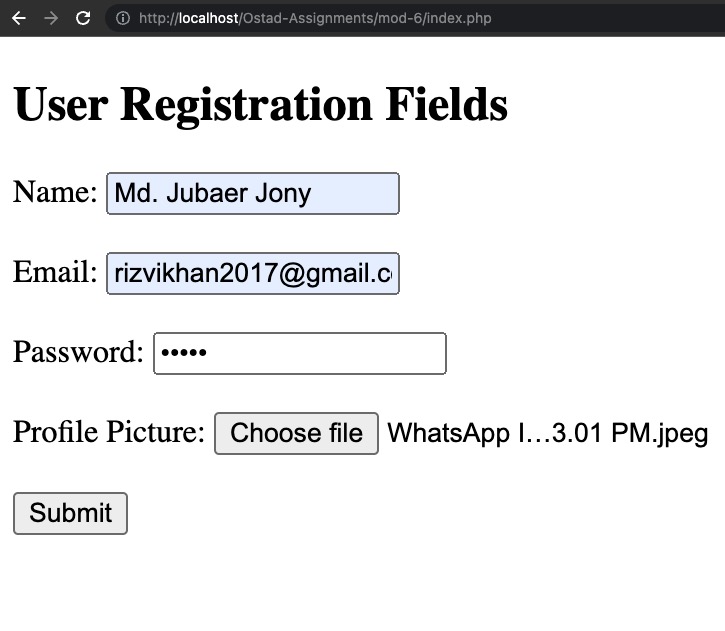 http://localhost/Ostad-Assignments/mod-6/index.php
User Registration Fields
Name: Md. Jubaer Jony
Email: rizvikhan2017@gmail.c
Password: •••••
Profile Picture: Choose file WhatsApp I...3.01 PM.jpeg
Submit